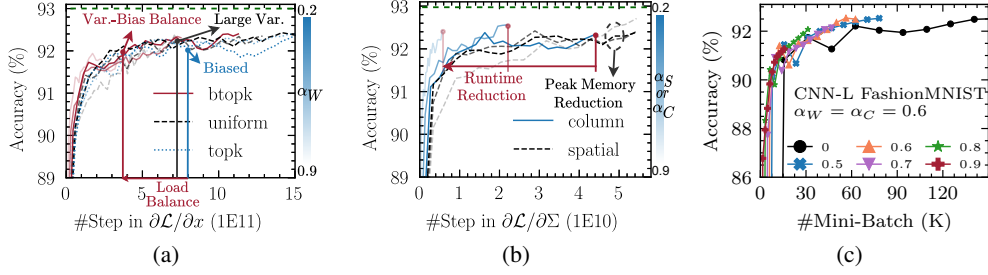 93
92
91
90
89
Accuracy (%)
Var.-Bias Balance
Large Var.
Biased
btopk
uniform
topk
Load
Balance
0.2
α_W
0.9
0 5 10 15
#Step in ∂ℒ/∂x (1E11)
(a)
93
92
91
90
89
Accuracy (%)
Runtime
Reduction
Peak Memory
Reduction
column
spatial
0.2
α_S
or
α_C
0.9
0 1 2 3 4 5
#Step in ∂ℒ/∂Σ (1E10)
(b)
92
90
88
86
Accuracy (%)
CNN-L FashionMNIST
α_W = α_C = 0.6
0 0.6 0.8
0.5 0.7 0.9
0 30 60 90 120 150
#Mini-Batch (K)
(c)